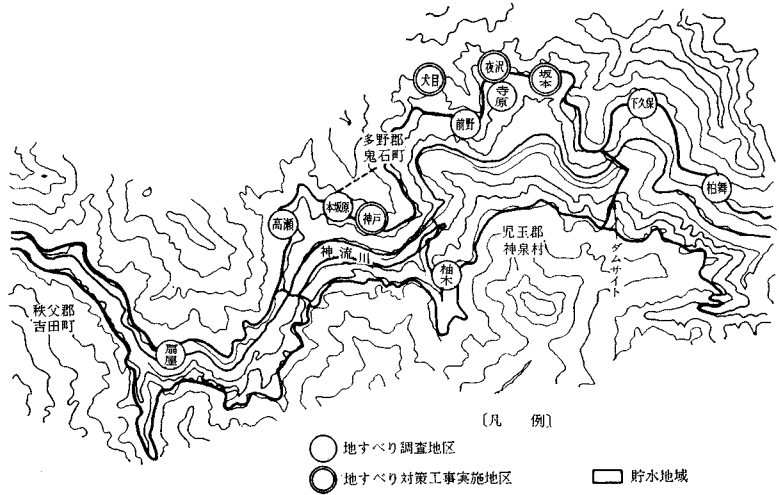 犬目
夜沢
寺原
坂本
前野
下久保
柏舞
多野郡
鬼石町
高瀬
本坂原
神戸
神流川
柚木
児玉郡
神泉村
ダムサイト
秩父郡
吉田町
扇屋
〔凡 例〕
地すべり調査地区
地すべり対策工事実施地区
貯水地域